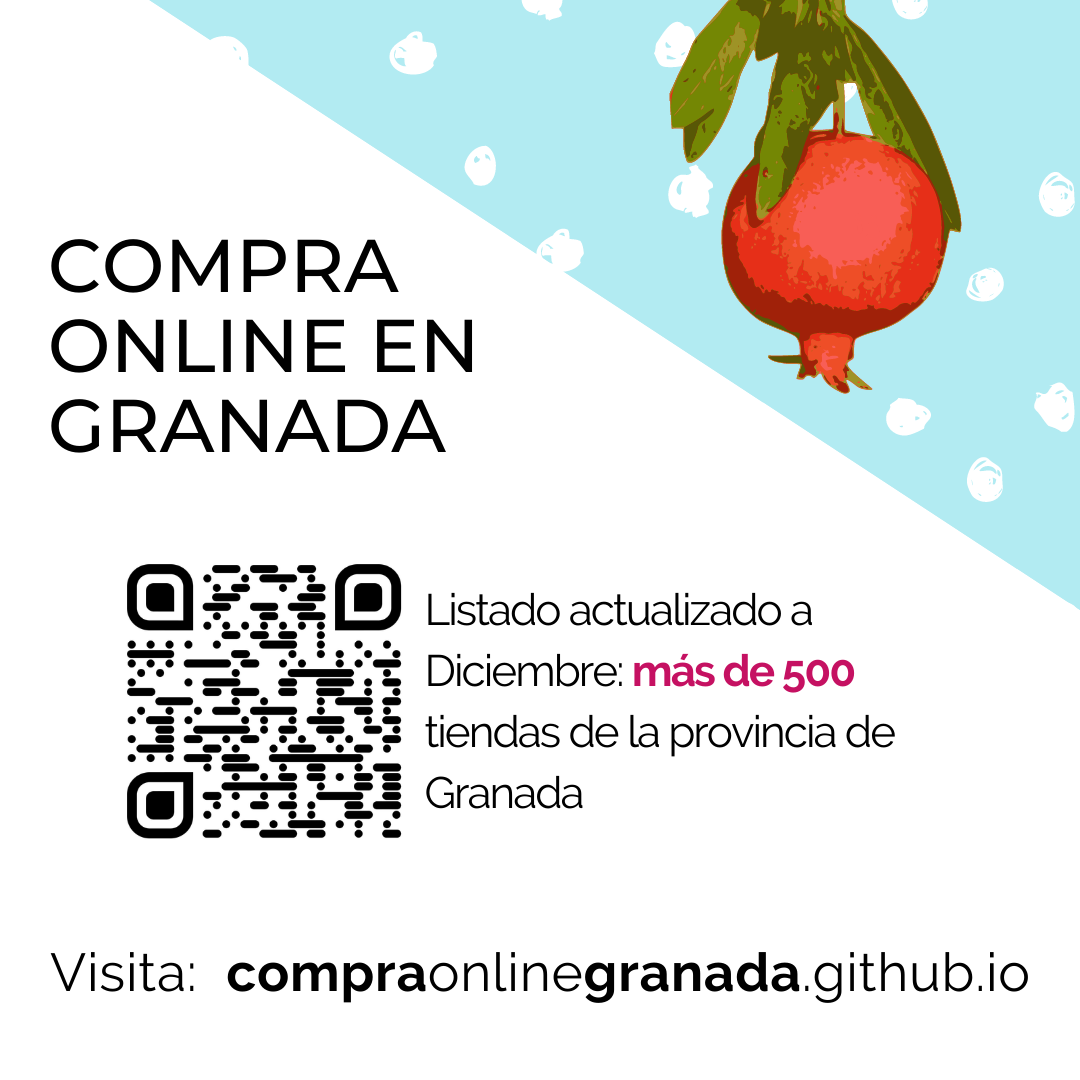 COMPRA
ONLINE EN
GRANADA
Listado actualizado a
Diciembre: más de 500
tiendas de la provincia de
Granada
Visita: compraonlinegranada.github.io